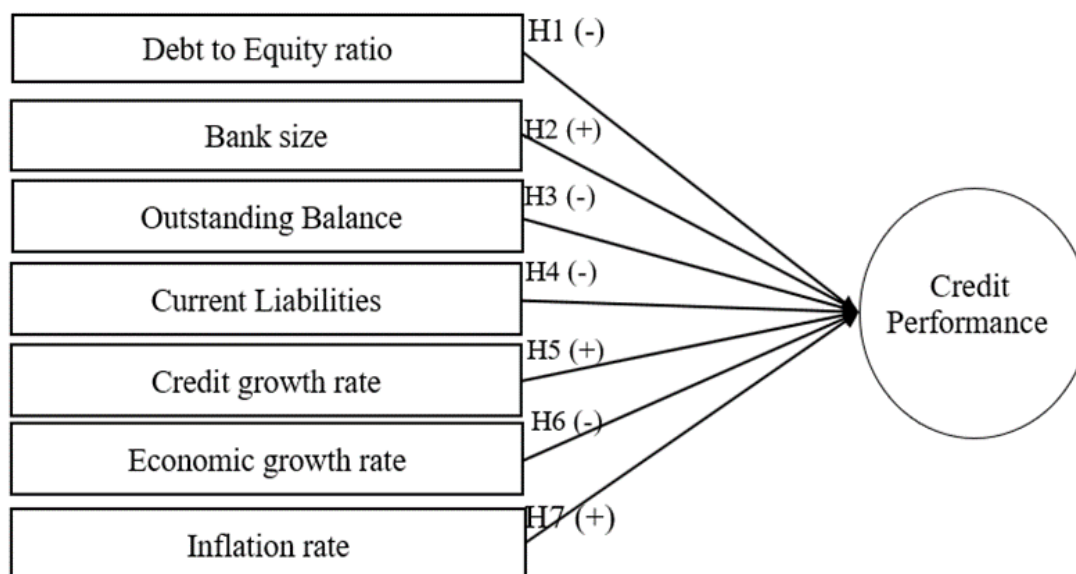 Debt to Equity ratio
H1 (-)
Bank size
H2 (+)
Outstanding Balance
H3 (-)
Current Liabilities
H4 (-)
Credit growth rate
H5 (+)
Economic growth rate
H6 (-)
Inflation rate
H7 (+)
Credit
Performance